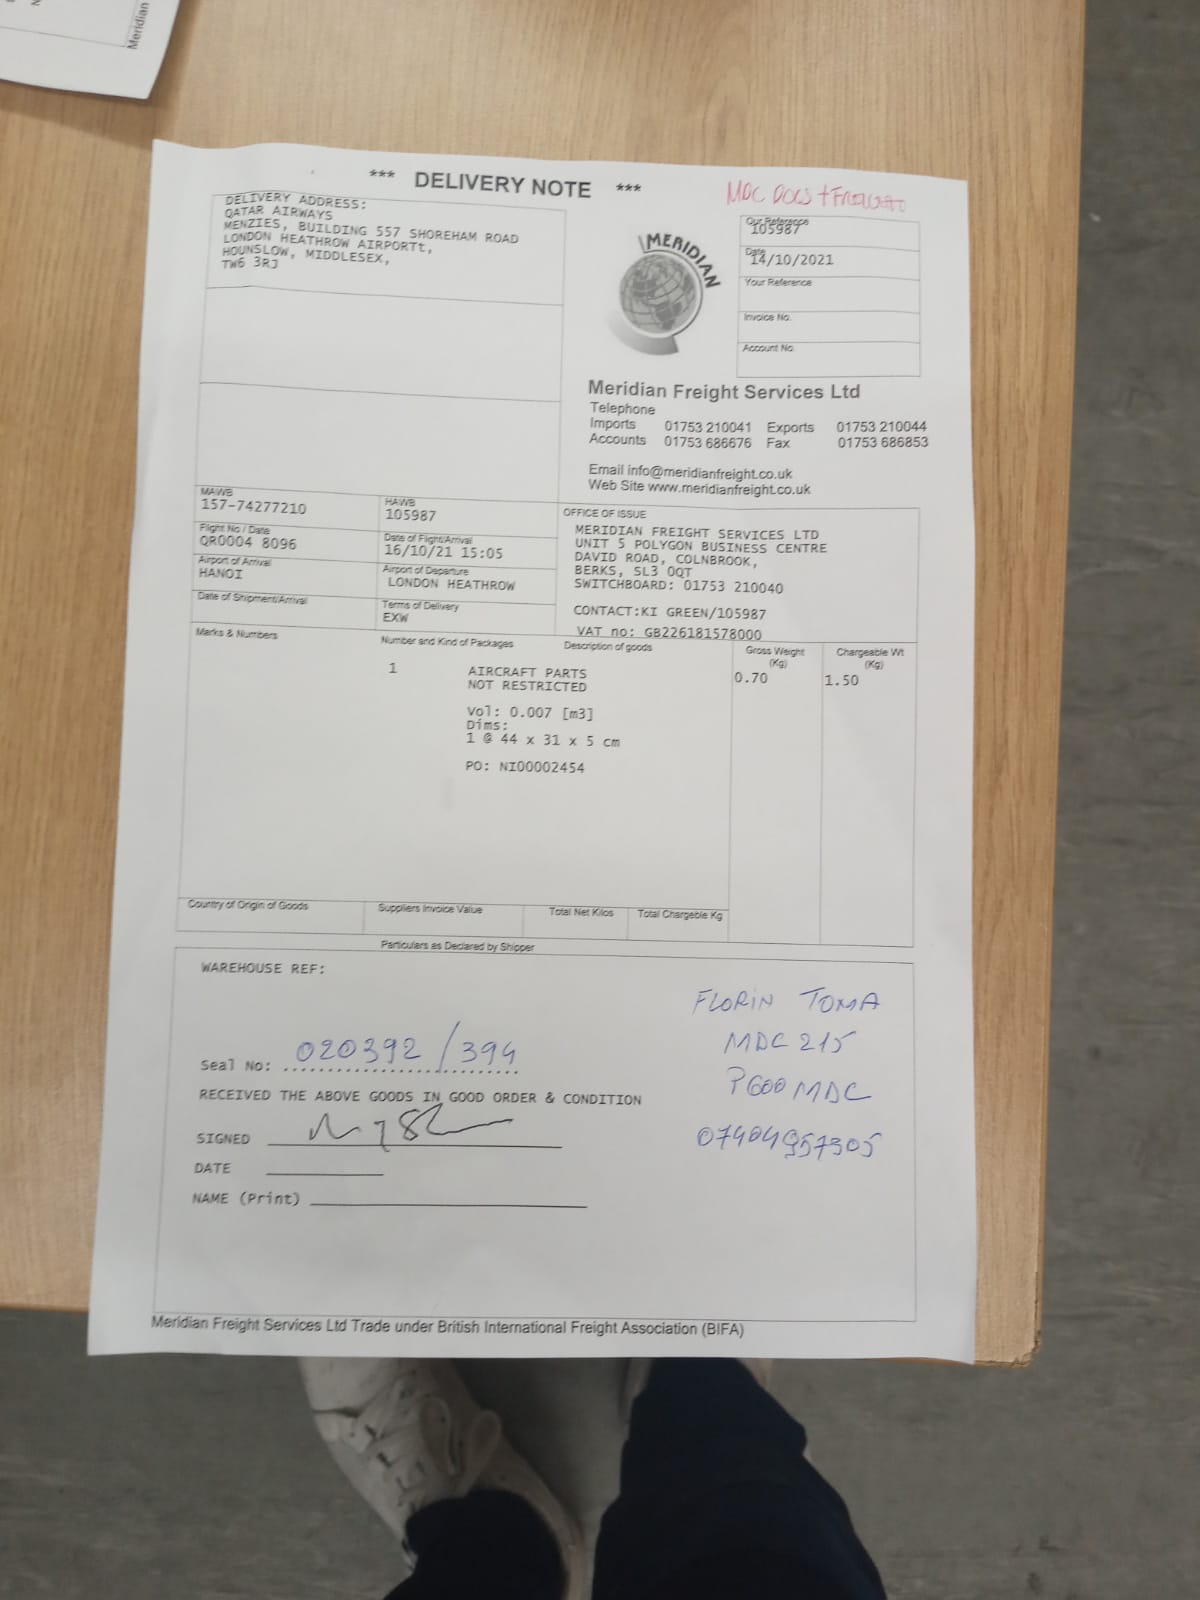 Meridian
*** DELIVERY NOTE ***
MDC DOCS + FREIGHT
DELIVERY ADDRESS:
QATAR AIRWAYS
MENZIES, BUILDING 557 SHOREHAM ROAD
LONDON HEATHROW AIRPORTt,
HOUNSLOW, MIDDLESEX,
TW6 3RJ
MERIDIAN
Our Reference
105987
Date
14/10/2021
Your Reference
Invoice No.
Account No.
Meridian Freight Services Ltd
Telephone
Imports 01753 210041 Exports 01753 210044
Accounts 01753 686676 Fax 01753 686853
Email info@meridianfreight.co.uk
Web Site www.meridianfreight.co.uk
MAWB
157-74277210
HAWB
105987
Flight No / Date
QR0004 8096
Date of Flight/Arrival
16/10/21 15:05
Airport of Arrival
HANOI
Airport of Departure
LONDON HEATHROW
Date of Shipment/Arrival
Terms of Delivery
EXW
OFFICE OF ISSUE
MERIDIAN FREIGHT SERVICES LTD
UNIT 5 POLYGON BUSINESS CENTRE
DAVID ROAD, COLNBROOK,
BERKS, SL3 0QT
SWITCHBOARD: 01753 210040
CONTACT:KI GREEN/105987
VAT no: GB226181578000
Marks & Numbers Number and Kind of Packages Description of goods Gross Weight (Kg) Chargeable Wt (Kg)
1 AIRCRAFT PARTS 0.70 1.50
NOT RESTRICTED
Vol: 0.007 [m3]
Dims:
1 @ 44 x 31 x 5 cm
PO: NI00002454
Country of Origin of Goods Suppliers Invoice Value Total Net Kilos Total Chargeable Kg
Particulars as Declared by Shipper
WAREHOUSE REF:
Seal No: 020392/394
RECEIVED THE ABOVE GOODS IN GOOD ORDER & CONDITION
SIGNED
DATE
NAME (Print)
FLORIN TOMA
MDC 215
P600 MDC
07404957305
Meridian Freight Services Ltd Trade under British International Freight Association (BIFA)